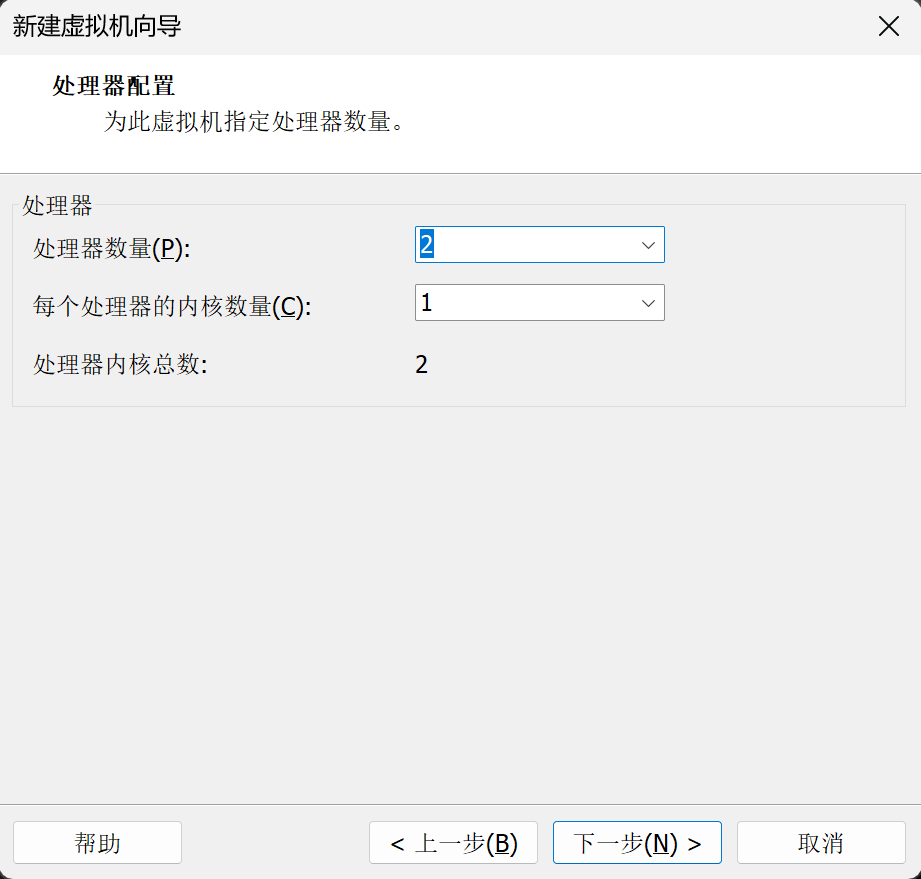 新建虚拟机向导
处理器配置
为此虚拟机指定处理器数量。
处理器
处理器数量(P): 2
每个处理器的内核数量(C): 1
处理器内核总数: 2
帮助 < 上一步(B) 下一步(N) > 取消